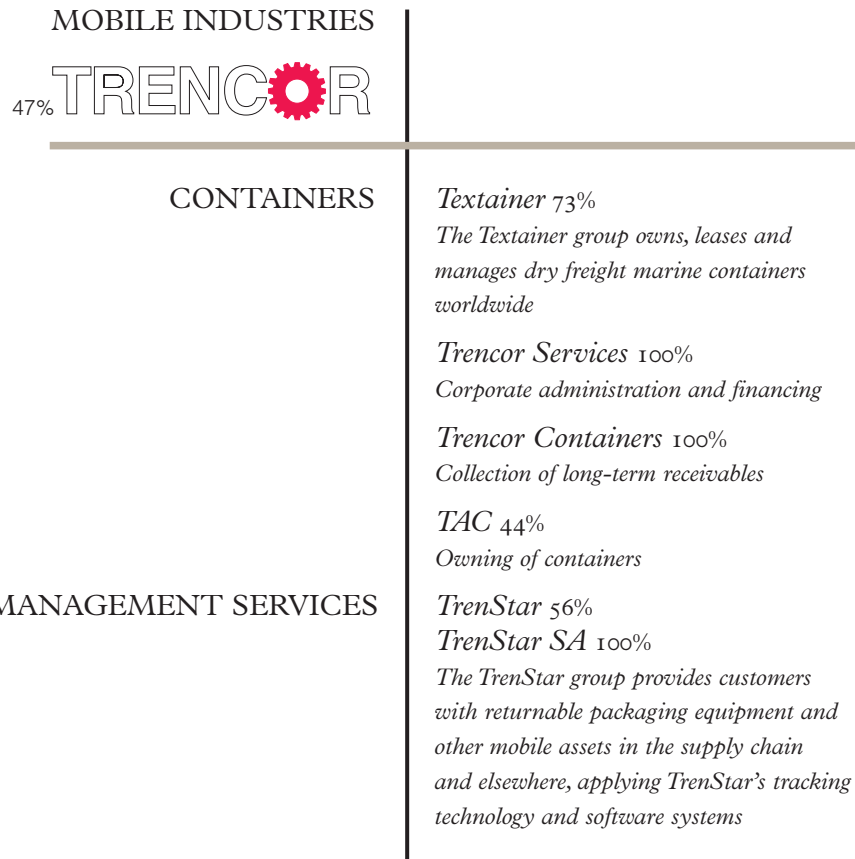 MOBILE INDUSTRIES
47% TRENCOR
CONTAINERS
Textainer 73%
The Textainer group owns, leases and
manages dry freight marine containers
worldwide
Trencor Services 100%
Corporate administration and financing
Trencor Containers 100%
Collection of long-term receivables
TAC 44%
Owning of containers
MANAGEMENT SERVICES
TrenStar 56%
TrenStar SA 100%
The TrenStar group provides customers
with returnable packaging equipment and
other mobile assets in the supply chain
and elsewhere, applying TrenStar’s tracking
technology and software systems